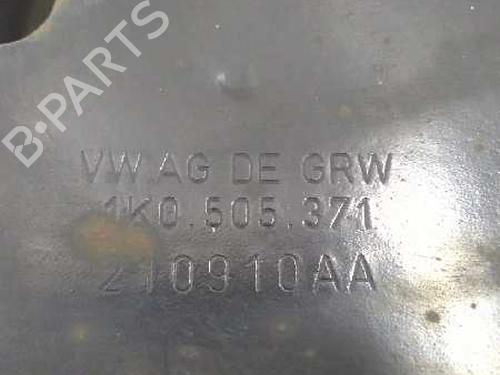 B-PARTS
VW AG DE GRW
1K0.505.371
210910AA